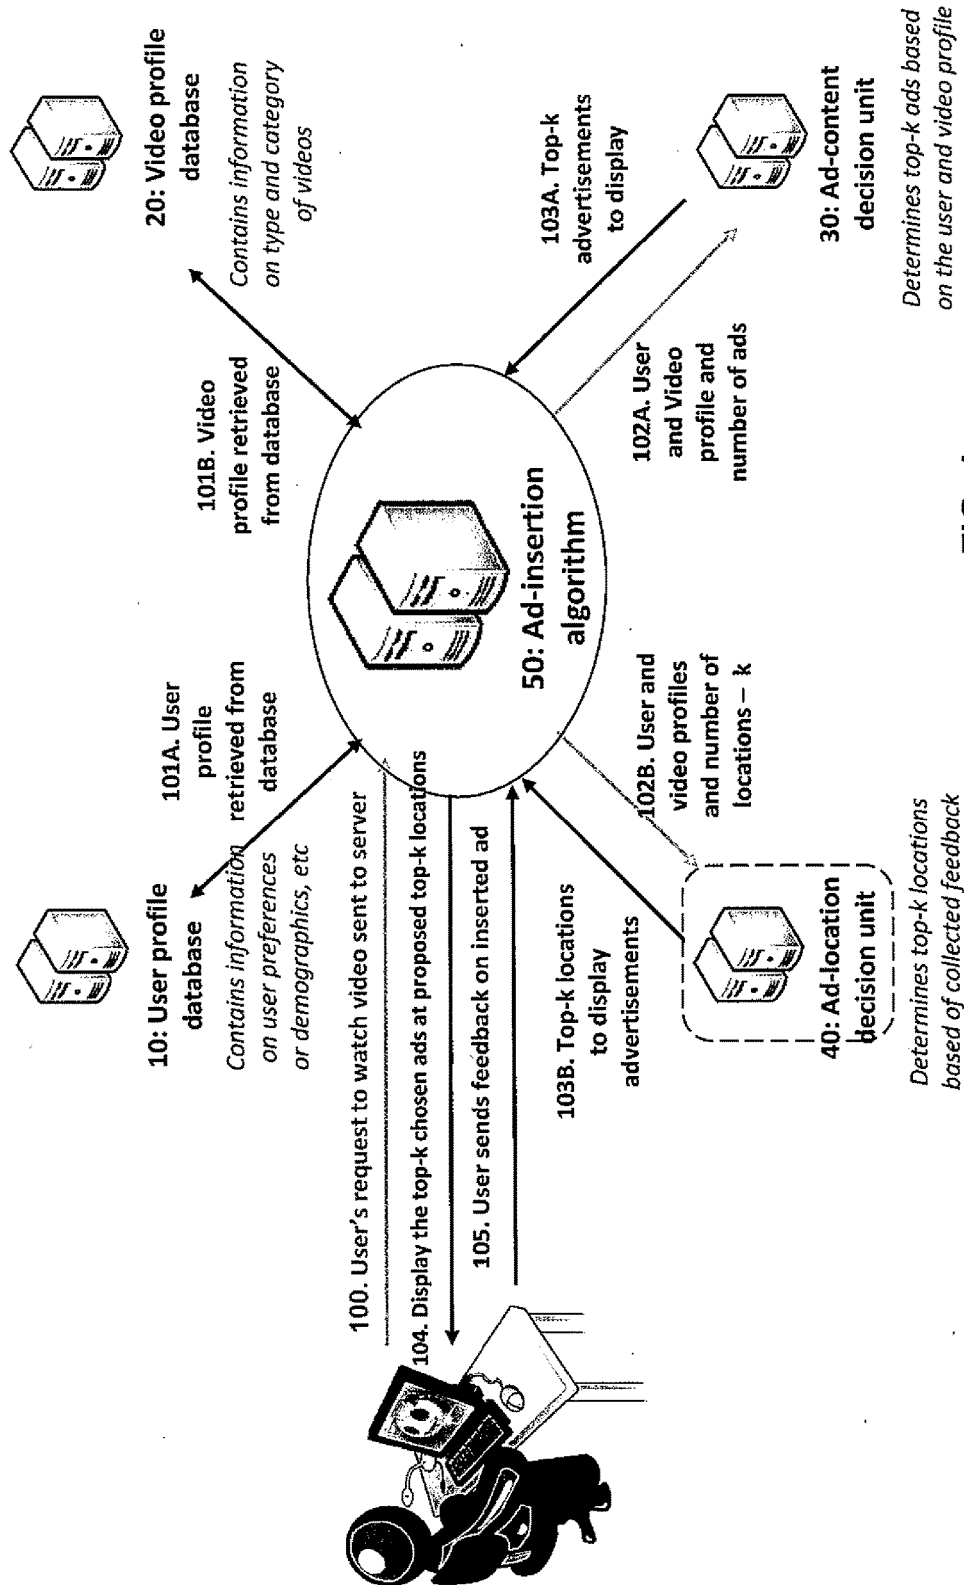 10: User profile
database
Contains information
on user preferences
or demographics, etc
101A. User
profile
retrieved from
database
101B. Video
profile retrieved
from database
20: Video profile
database
Contains information
on type and category
of videos
100. User's request to watch video sent to server
104. Display the top-k chosen ads at proposed top-k locations
105. User sends feedback on inserted ad
50: Ad-insertion
algorithm
103B. Top-k locations
to display
advertisements
102B. User and
video profiles
and number of
locations – k
102A. User
and Video
profile and
number of ads
103A. Top-k
advertisements
to display
40: Ad-location
decision unit
Determines top-k locations
based of collected feedback
30: Ad-content
decision unit
Determines top-k ads based
on the user and video profile